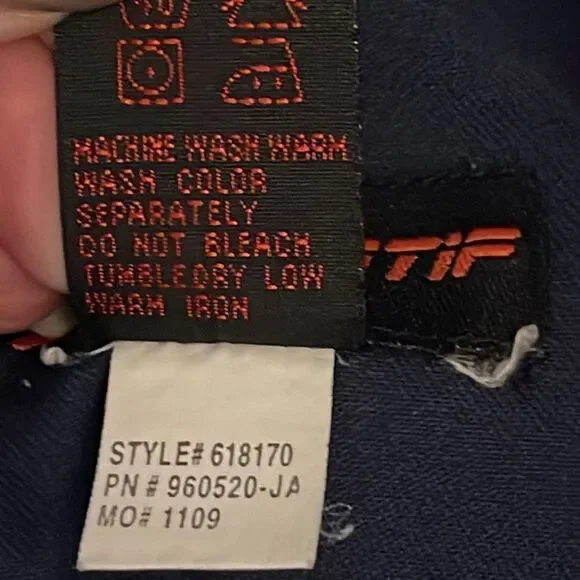 MACHINE WASH WARM
WASH COLOR
SEPARATELY
DO NOT BLEACH
TUMBLEDRY LOW
WARM IRON
TiF
STYLE# 618170
PN # 960520-JA
MO# 1109